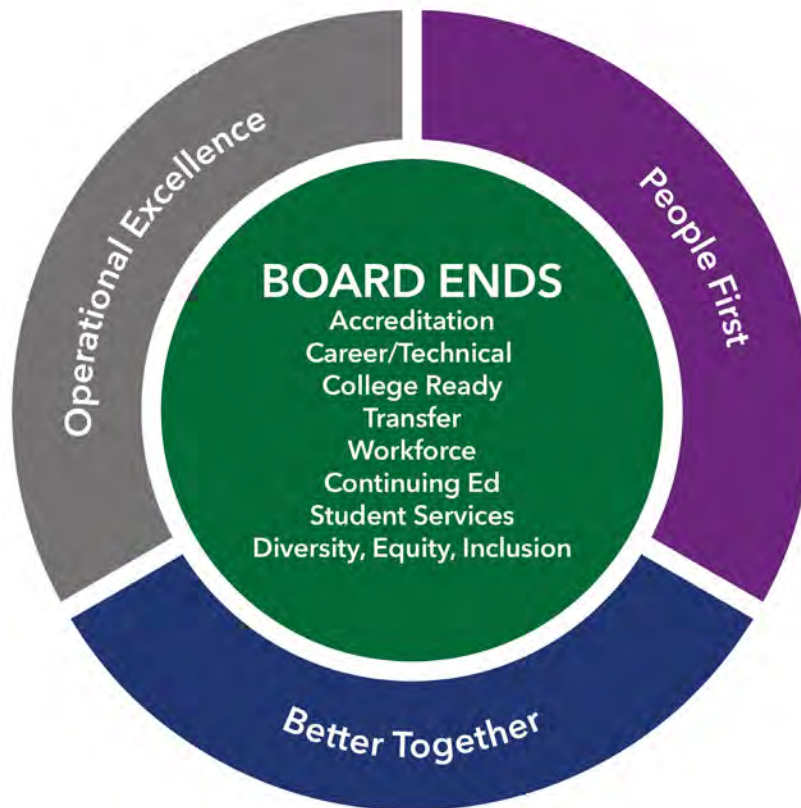 Operational Excellence
People First
BOARD ENDS
Accreditation
Career/Technical
College Ready
Transfer
Workforce
Continuing Ed
Student Services
Diversity, Equity, Inclusion
Better Together